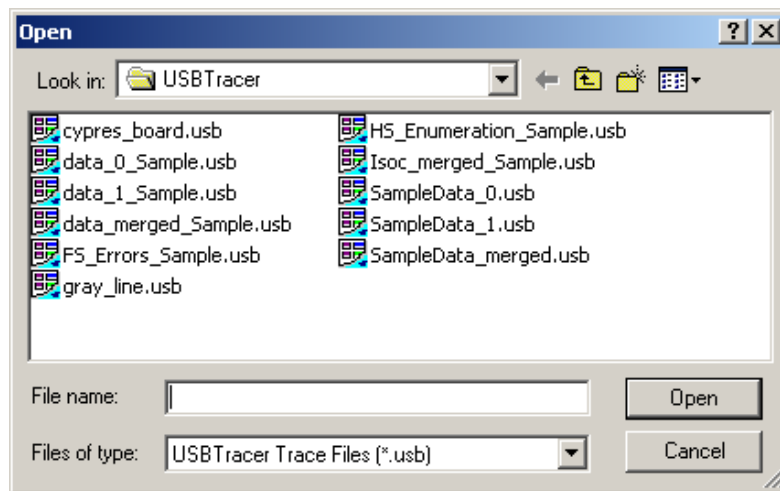 Open
Look in: USBTracer
cypres_board.usb
data_0_Sample.usb
data_1_Sample.usb
data_merged_Sample.usb
FS_Errors_Sample.usb
gray_line.usb
HS_Enumeration_Sample.usb
Isoc_merged_Sample.usb
SampleData_0.usb
SampleData_1.usb
SampleData_merged.usb
File name:
Open
Files of type: USBTracer Trace Files (*.usb)
Cancel